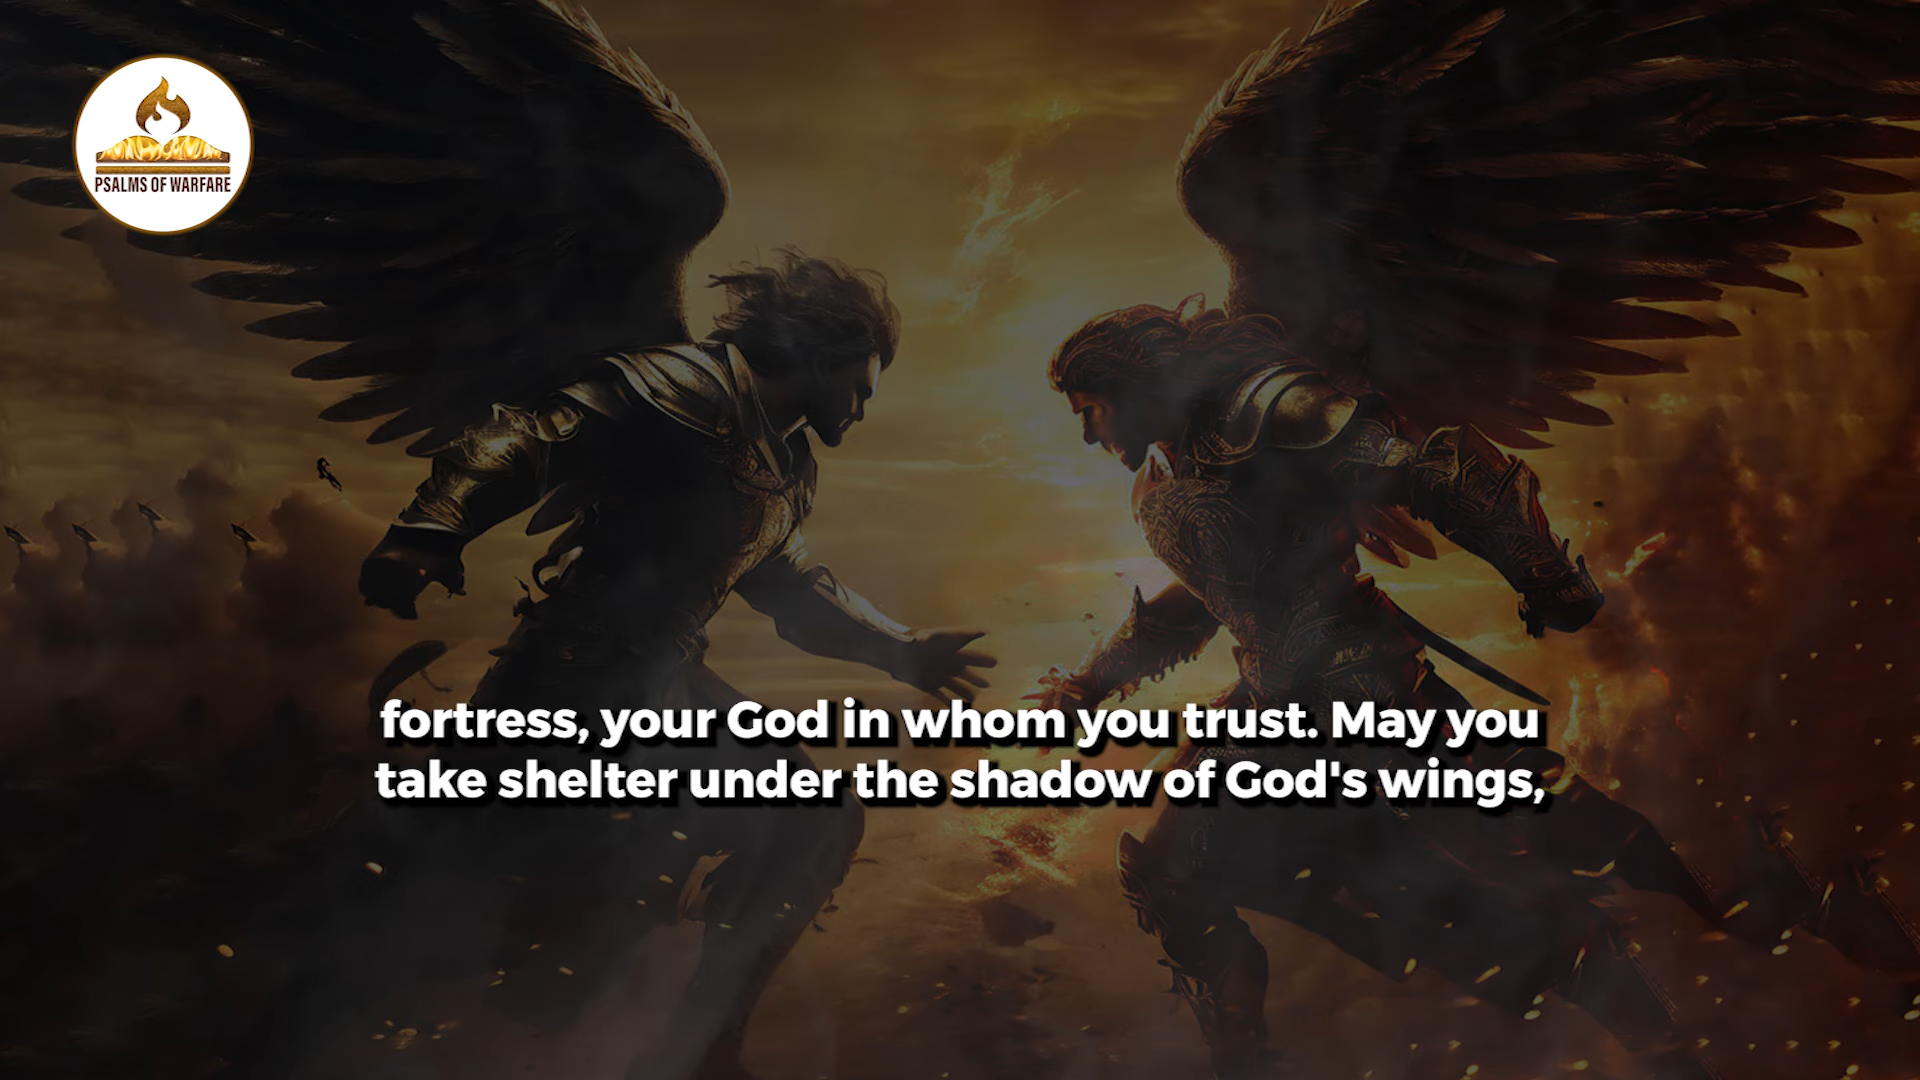 PSALMS OF WARFARE
fortress, your God in whom you trust. May you
take shelter under the shadow of God's wings,